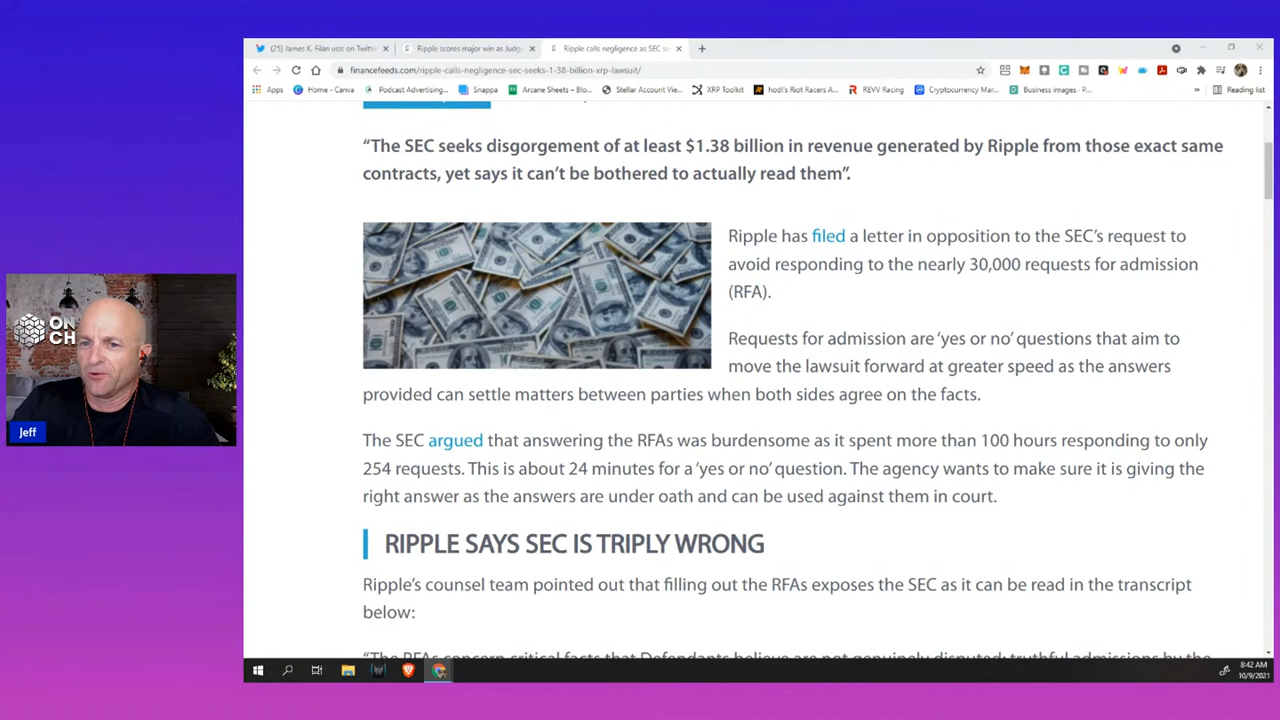 (25) James K. Filan
on Twitte
Ripple scores major win as Judg
Ripple calls negligence as SEC se
financefeeds.com/ripple-calls-negligence-sec-seeks-1-38-billion-xrp-lawsuit/
Apps
Home - Canva
Podcast Advertising...
Snappa
Arcane Sheets – Blo...
Stellar Account Vie...
XRP Toolkit
hodl's Riot Racers A...
REVV Racing
Cryptocurrency Mar...
Business images · P...
»
Reading list
“The SEC seeks disgorgement of at least $1.38 billion in revenue generated by Ripple from those exact same
contracts, yet says it can’t be bothered to actually read them”.
Ripple has filed a letter in opposition to the SEC’s request to
avoid responding to the nearly 30,000 requests for admission
(RFA).
Requests for admission are ‘yes or no’ questions that aim to
move the lawsuit forward at greater speed as the answers
provided can settle matters between parties when both sides agree on the facts.
The SEC argued that answering the RFAs was burdensome as it spent more than 100 hours responding to only
254 requests. This is about 24 minutes for a ‘yes or no’ question. The agency wants to make sure it is giving the
right answer as the answers are under oath and can be used against them in court.
RIPPLE SAYS SEC IS TRIPLY WRONG
Ripple’s counsel team pointed out that filling out the RFAs exposes the SEC as it can be read in the transcript
below:
“The RFAs concern critical facts that Defendants believe are not genuinely disputed; truthful admissions by the
ON
CH
Jeff
8:42 AM
10/9/2021